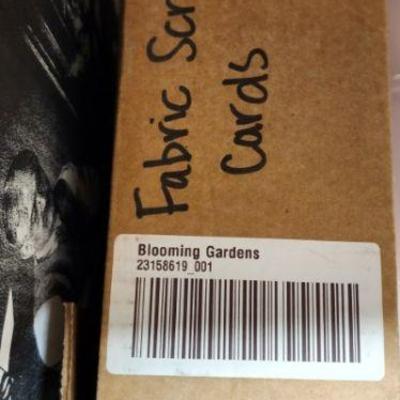 Fabric Scr
Cards
Blooming Gardens
23158619_001